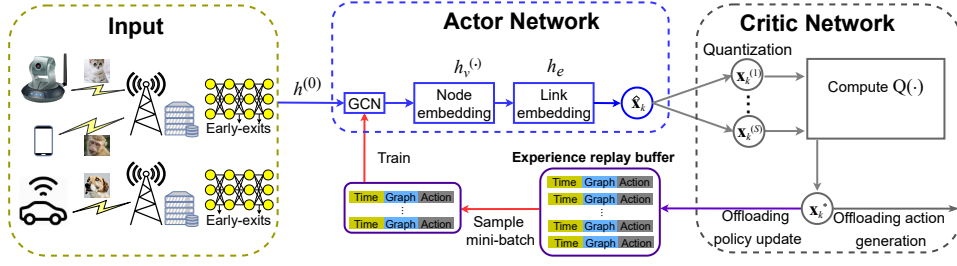 Input
Early-exits
Early-exits
h^{(0)}
Actor Network
GCN
h_v^{(·)}
Node
embedding
h_e
Link
embedding
x̂_k
Train
Time Graph Action
⋮
Time Graph Action
Sample
mini-batch
Experience replay buffer
Time Graph Action
Time Graph Action
⋮
Time Graph Action
Time Graph Action
Critic Network
Quantization
x_k^{(1)}
⋮
x_k^{(S)}
Compute Q(·)
x_k^*
Offloading
policy update
Offloading action
generation